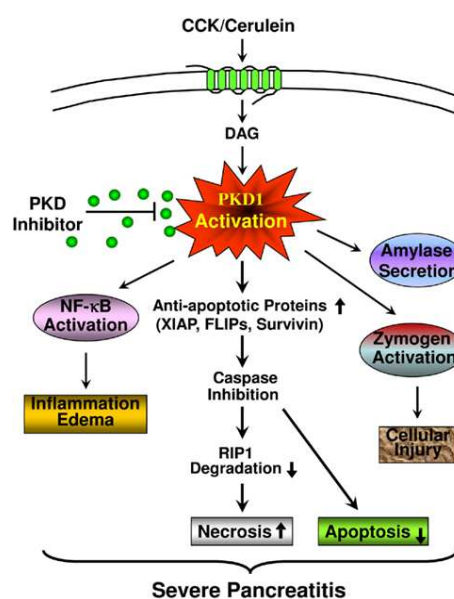 CCK/Cerulein
DAG
PKD
Inhibitor
PKD1
Activation
Amylase
Secretion
NF-κB
Activation
Anti-apoptotic Proteins ↑
(XIAP, FLIPs, Survivin)
Zymogen
Activation
Inflammation
Edema
Caspase
Inhibition
Cellular
Injury
RIP1
Degradation ↓
Necrosis ↑
Apoptosis ↓
Severe Pancreatitis